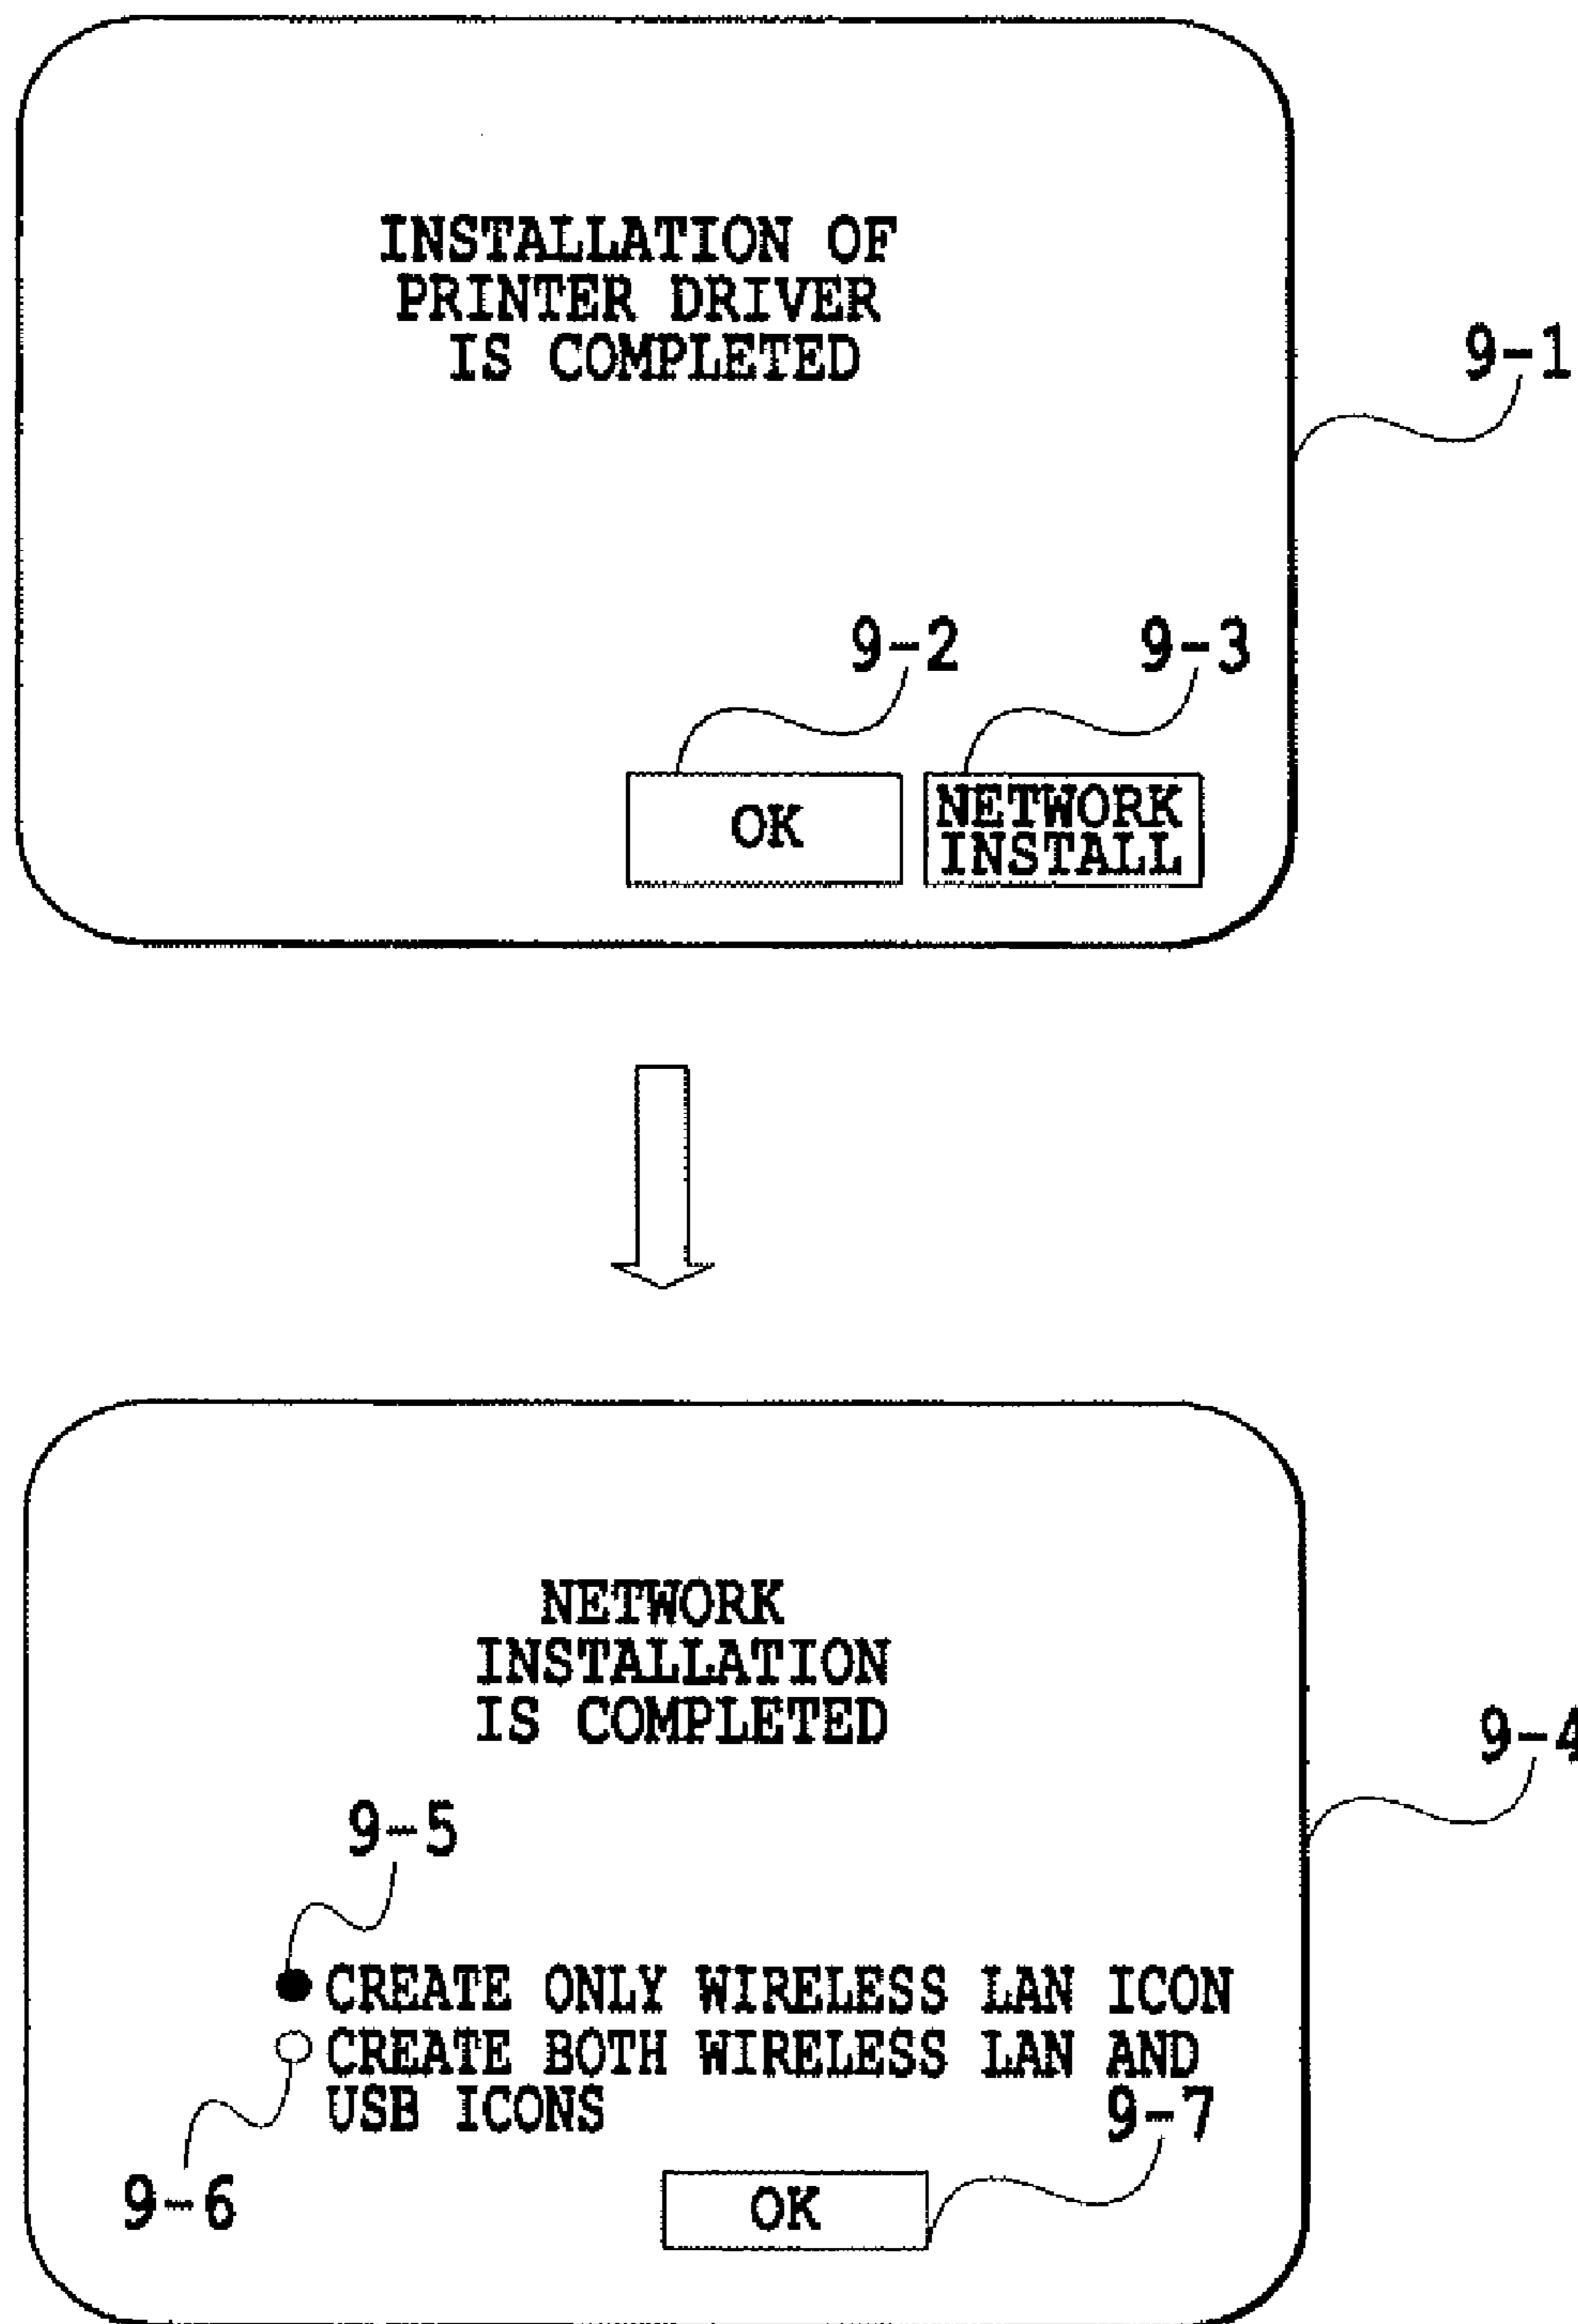 INSTALLATION OF
PRINTER DRIVER
IS COMPLETED
9-1
9-2
9-3
OK
NETWORK
INSTALL
NETWORK
INSTALLATION
IS COMPLETED
9-4
9-5
CREATE ONLY WIRELESS LAN ICON
CREATE BOTH WIRELESS LAN AND
USB ICONS
9-7
9-6
OK